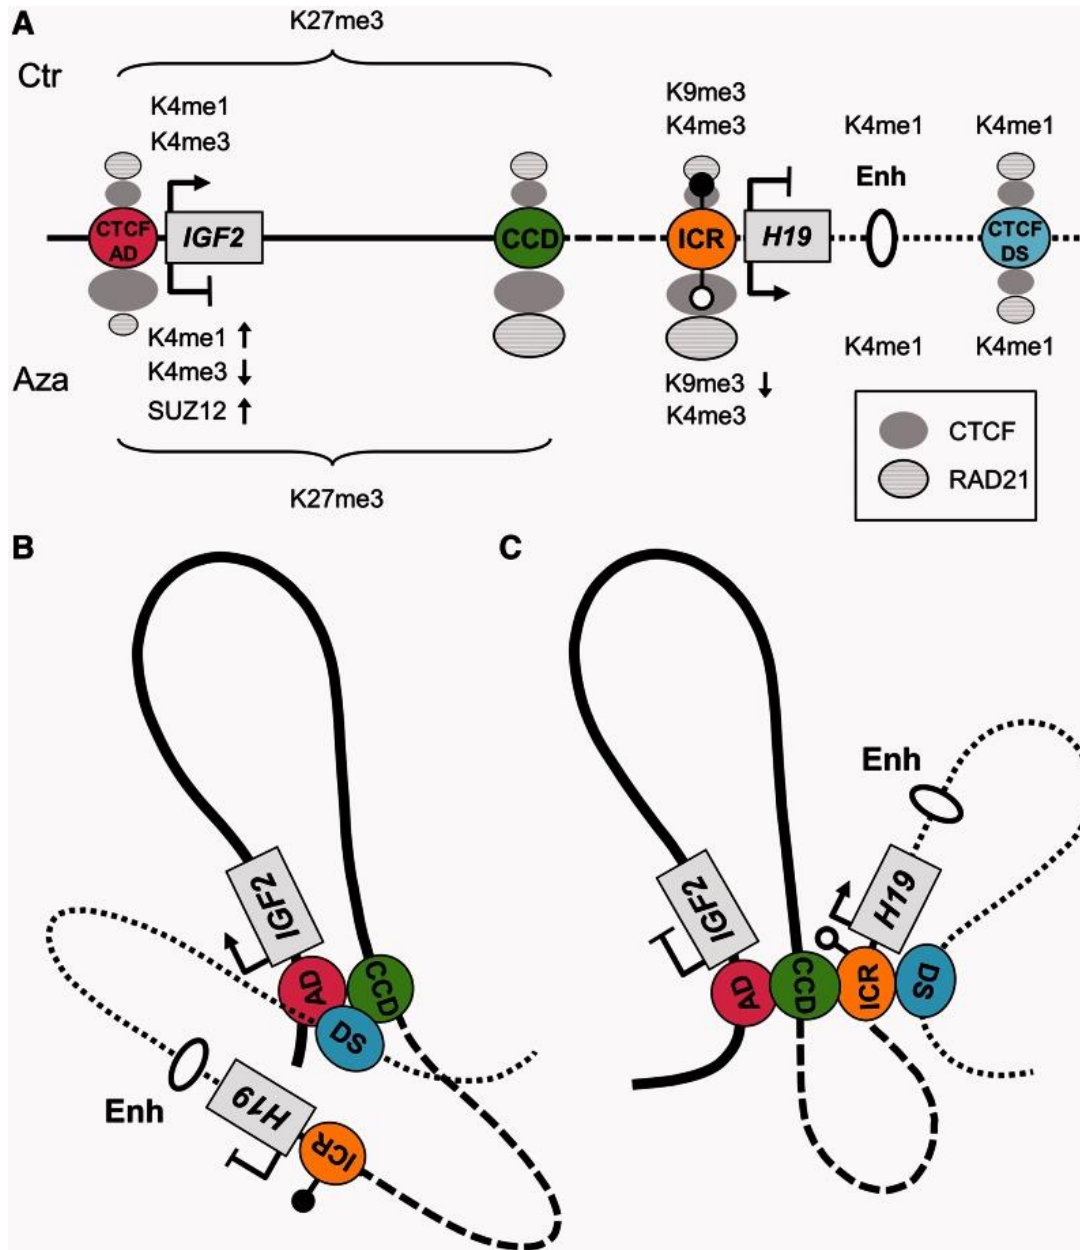 A
K27me3
Ctr
K4me1
K4me3
K9me3
K4me3
K4me1
K4me1
Enh
CTCF
AD
IGF2
CCD
ICR
H19
CTCF
DS
K4me1 ↑
K4me3 ↓
SUZ12 ↑
Aza
K9me3 ↓
K4me3
K4me1
K4me1
K27me3
CTCF
RAD21
B
IGF2
AD
CCD
DS
Enh
H19
ICR
C
Enh
IGF2
H19
AD
CCD
ICR
DS